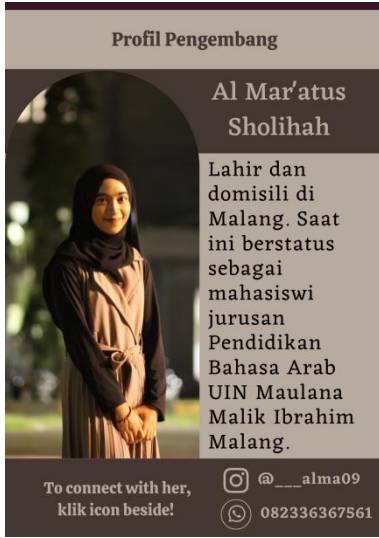 Profil Pengembang
Al Mar'atus
Sholihah
Lahir dan
domisili di
Malang. Saat
ini berstatus
sebagai
mahasiswi
jurusan
Pendidikan
Bahasa Arab
UIN Maulana
Malik Ibrahim
Malang.
To connect with her,
klik icon beside!
@___alma09
082336367561